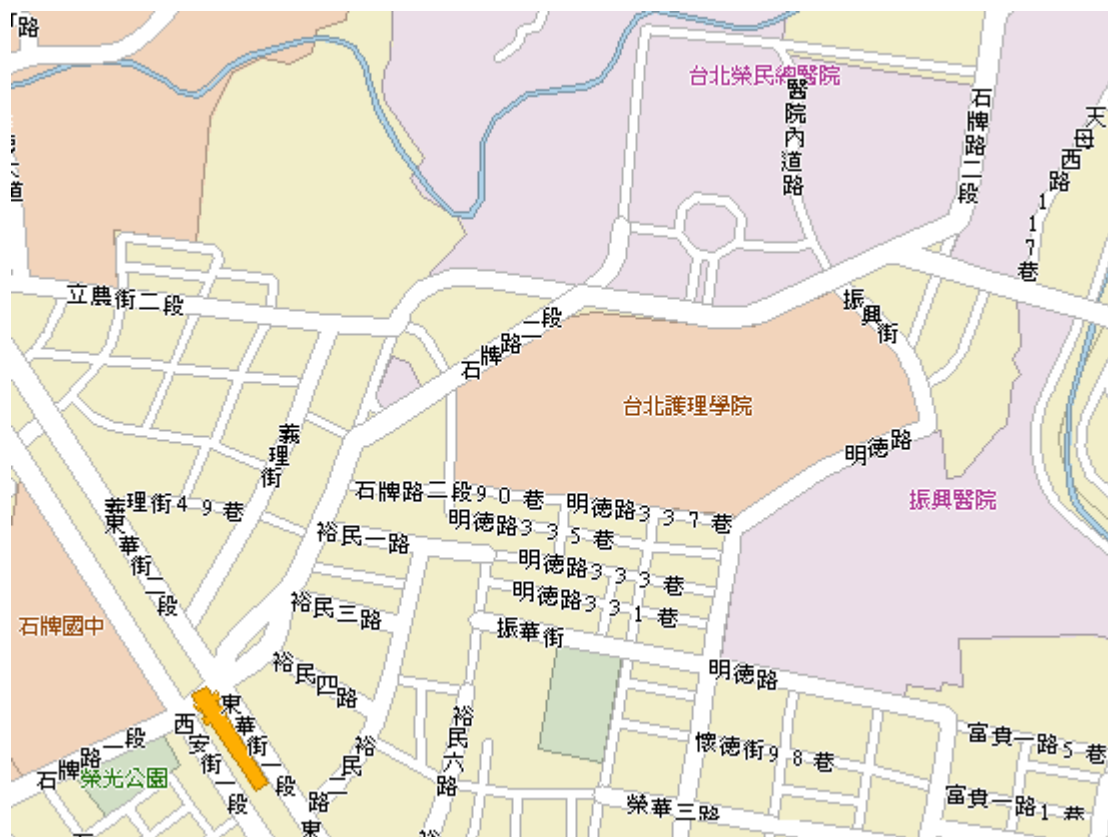 路
台北榮民總醫院
醫院內道路
石牌路二段
天母西路117巷
大道
立農街二段
石牌路二段
振興街
台北護理學院
明德路
義理街
石牌路二段90巷
明德路337巷
振興醫院
義理街49巷
東華街二段
裕民一路
明德路335巷
明德路333巷
明德路331巷
裕民三路
石牌國中
振華街
裕民四路
明德路
東華街一段
西安街一段
裕民六路
裕民一路
石牌路一段
榮光公園
懷德街98巷
富貴一路5巷
富貴一路1巷
榮華三路
東
石
裕